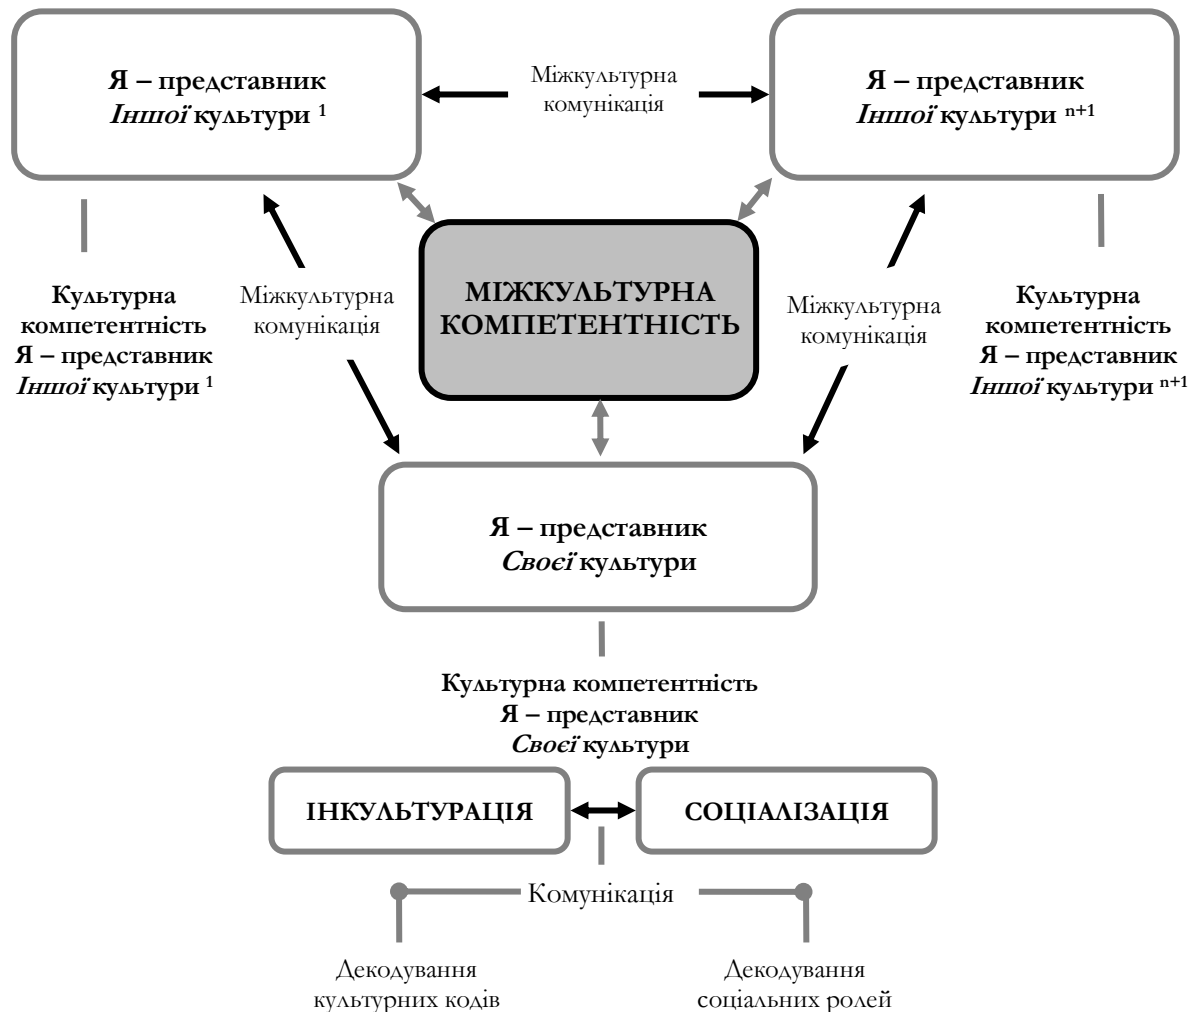 Я – представник
Іншої культури ¹
Міжкультурна
комунікація
Я – представник
Іншої культури ⁿ⁺¹
МІЖКУЛЬТУРНА
КОМПЕТЕНТНІСТЬ
Культурна
компетентність
Я – представник
Іншої культури ¹
Міжкультурна
комунікація
Міжкультурна
комунікація
Культурна
компетентність
Я – представник
Іншої культури ⁿ⁺¹
Я – представник
Своєї культури
Культурна компетентність
Я – представник
Своєї культури
ІНКУЛЬТУРАЦІЯ
СОЦІАЛІЗАЦІЯ
Комунікація
Декодування
культурних кодів
Декодування
соціальних ролей